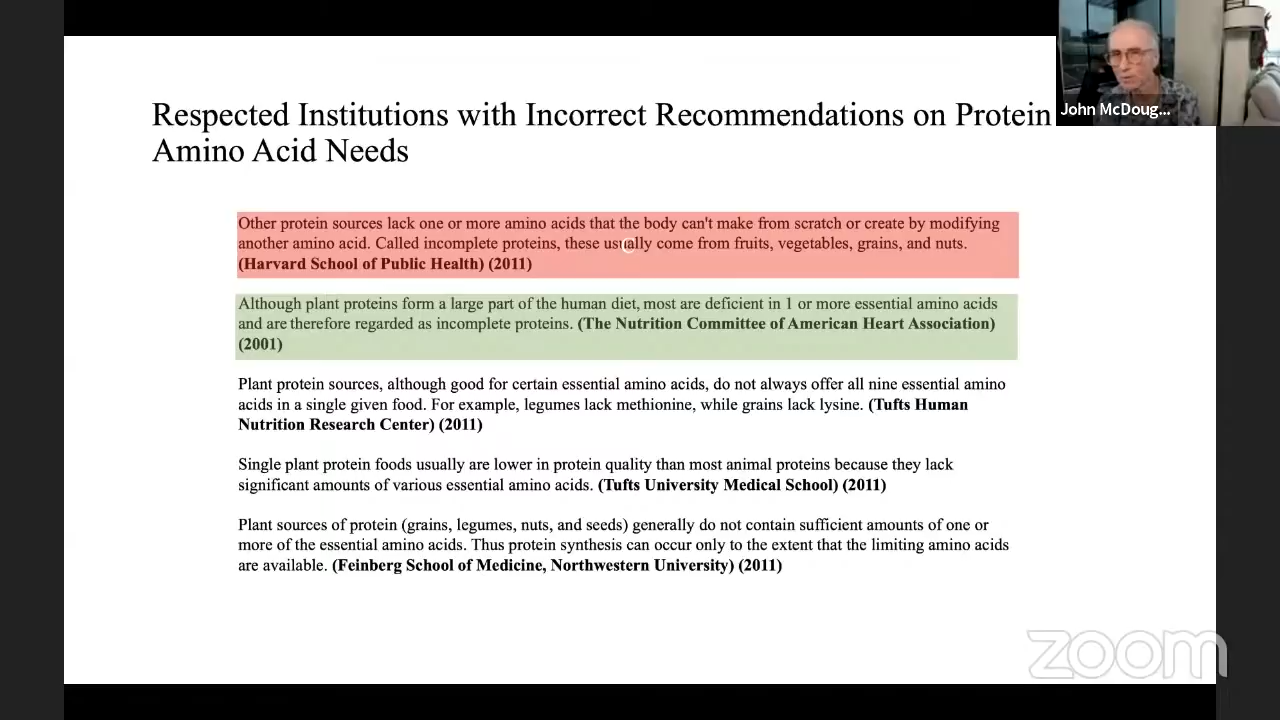 Respected Institutions with Incorrect Recommendations on Protein
Amino Acid Needs
John McDoug...
Other protein sources lack one or more amino acids that the body can't make from scratch or create by modifying
another amino acid. Called incomplete proteins, these usually come from fruits, vegetables, grains, and nuts.
(Harvard School of Public Health) (2011)
Although plant proteins form a large part of the human diet, most are deficient in 1 or more essential amino acids
and are therefore regarded as incomplete proteins. (The Nutrition Committee of American Heart Association)
(2001)
Plant protein sources, although good for certain essential amino acids, do not always offer all nine essential amino
acids in a single given food. For example, legumes lack methionine, while grains lack lysine. (Tufts Human
Nutrition Research Center) (2011)
Single plant protein foods usually are lower in protein quality than most animal proteins because they lack
significant amounts of various essential amino acids. (Tufts University Medical School) (2011)
Plant sources of protein (grains, legumes, nuts, and seeds) generally do not contain sufficient amounts of one or
more of the essential amino acids. Thus protein synthesis can occur only to the extent that the limiting amino acids
are available. (Feinberg School of Medicine, Northwestern University) (2011)
zoom